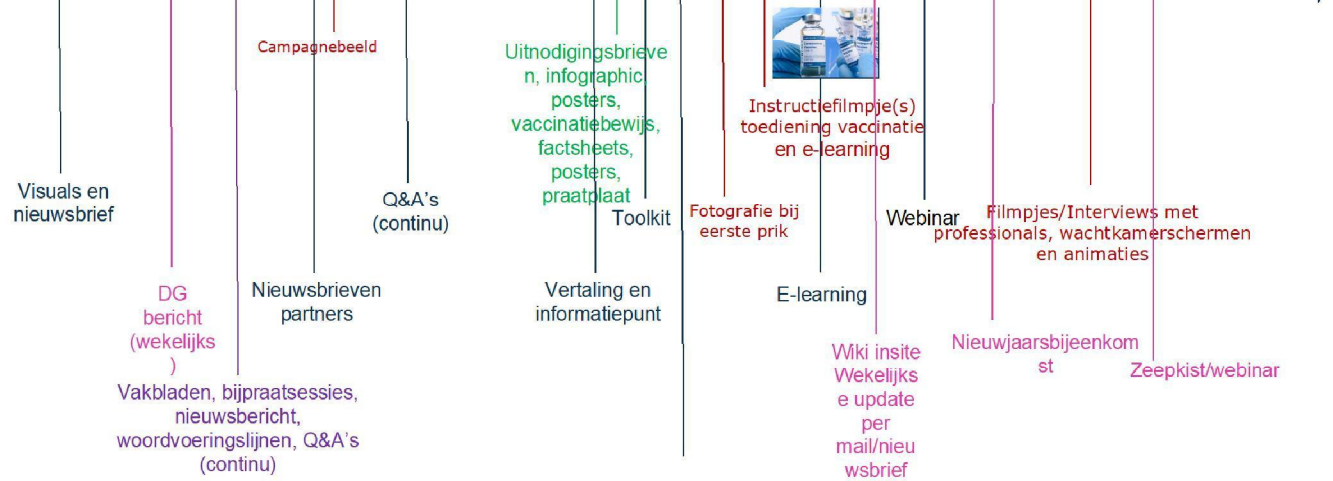 Campagnebeeld
Uitnodigingsbrieve
n, infographic,
posters,
vaccinatiebewijs,
factsheets,
posters,
praatplaat
Instructiefilmpje(s)
toediening vaccinatie
en e-learning
Visuals en
nieuwsbrief
Q&A's
(continu)
Toolkit
Fotografie bij
eerste prik
Webinar
Filmpjes/Interviews met
professionals, wachtkamerschermen
en animaties
DG
bericht
(wekelijks
)
Nieuwsbrieven
partners
Vertaling en
informatiepunt
E-learning
Wiki insite
Wekelijks
e update
per
mail/nieu
wsbrief
Nieuwjaarsbijeenkom
st
Zeepkist/webinar
Vakbladen, bijpraatsessies,
nieuwsbericht,
woordvoeringslijnen, Q&A's
(continu)